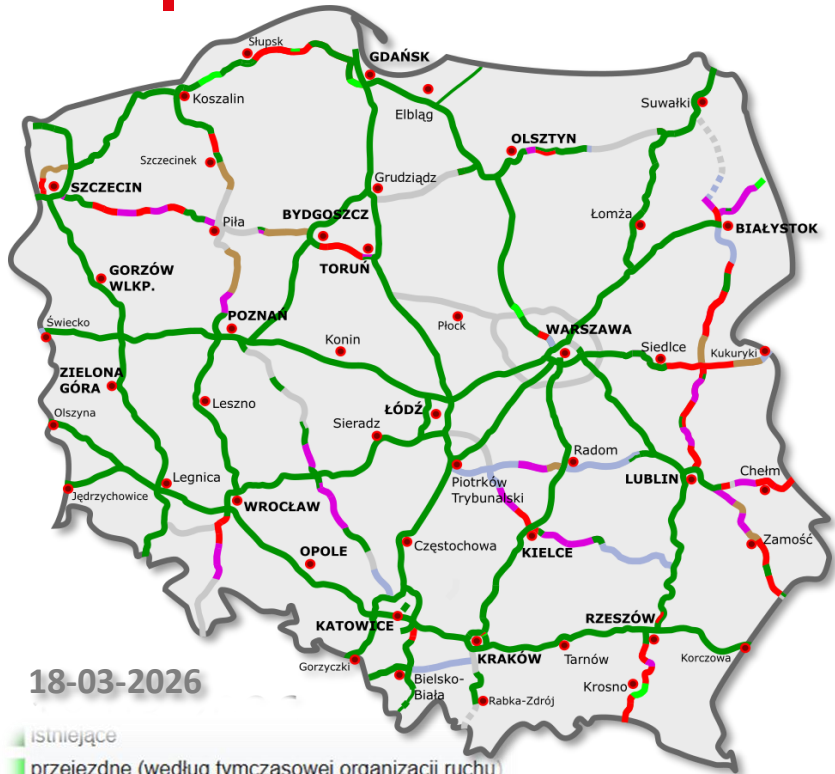 Słupsk
GDAŃSK
Koszalin
Elbląg
Suwałki
OLSZTYN
Szczecinek
SZCZECIN
Grudziądz
Piła
BYDGOSZCZ
Łomża
BIAŁYSTOK
TORUŃ
GORZÓW
WLKP.
Świecko
POZNAŃ
Płock
WARSZAWA
Konin
Siedlce
Kukuryki
ZIELONA
GÓRA
Leszno
ŁÓDŹ
Olszyna
Sieradz
Radom
Legnica
Piotrków
Trybunalski
LUBLIN
Chełm
Jędrzychowice
WROCŁAW
OPOLE
Częstochowa
KIELCE
Zamość
KATOWICE
RZESZÓW
Gorzyczki
KRAKÓW
Tarnów
Korczowa
18-03-2026
Bielsko-
Biała
Rabka-Zdrój
Krosno
istniejące
przejezdne (według tymczasowej organizacji ruchu)